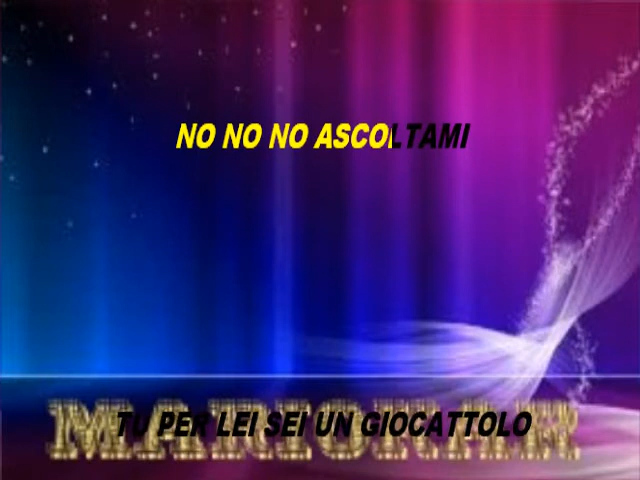 NO NO NO ASCOLTAMI
TU PER LEI SEI UN GIOCATTOLO